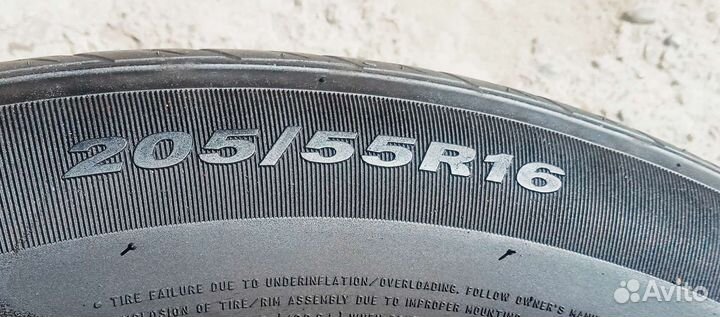 205/55R16
TIRE FAILURE DUE TO UNDERINFLATION/OVERLOADING. FOLLOW OWNER'S
OF TIRE/RIM ASSEMBLY DUE TO IMPROPER MOUNTING
Avito